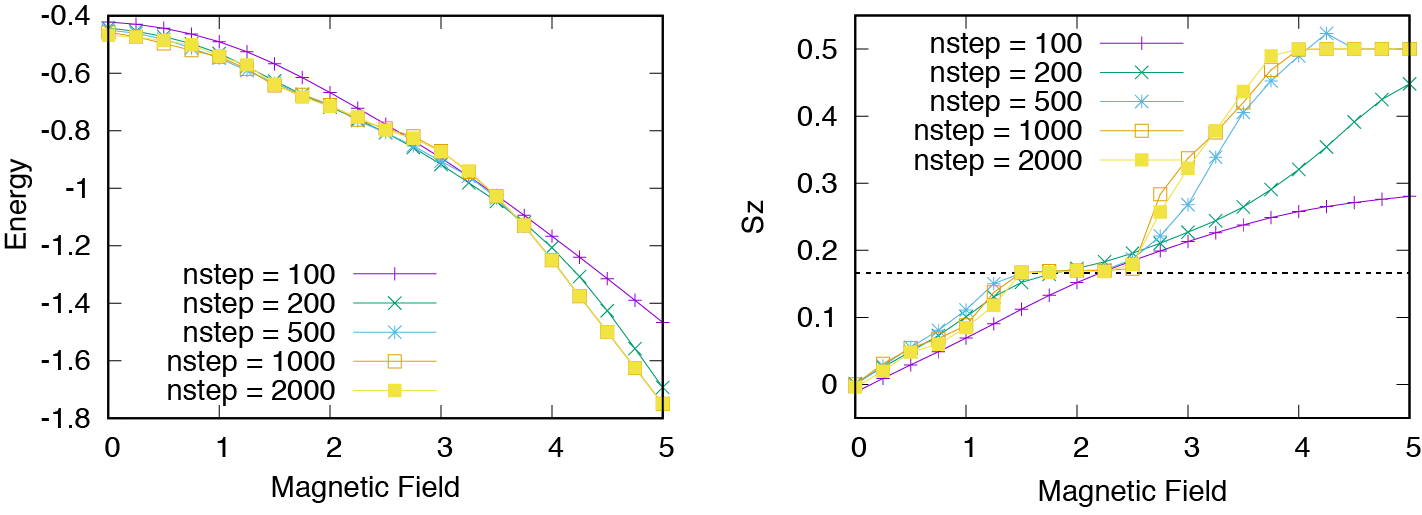 -0.4
-0.6
-0.8
-1
-1.2
-1.4
-1.6
-1.8
Energy
nstep = 100
nstep = 200
nstep = 500
nstep = 1000
nstep = 2000
0 1 2 3 4 5
Magnetic Field
0.5
0.4
0.3
0.2
0.1
0
Sz
nstep = 100
nstep = 200
nstep = 500
nstep = 1000
nstep = 2000
0 1 2 3 4 5
Magnetic Field